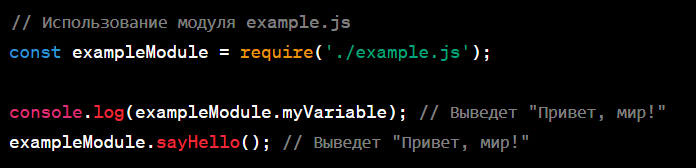 // Использование модуля example.js
const exampleModule = require('./example.js');
console.log(exampleModule.myVariable); // Выведет "Привет, мир!"
exampleModule.sayHello(); // Выведет "Привет, мир!"